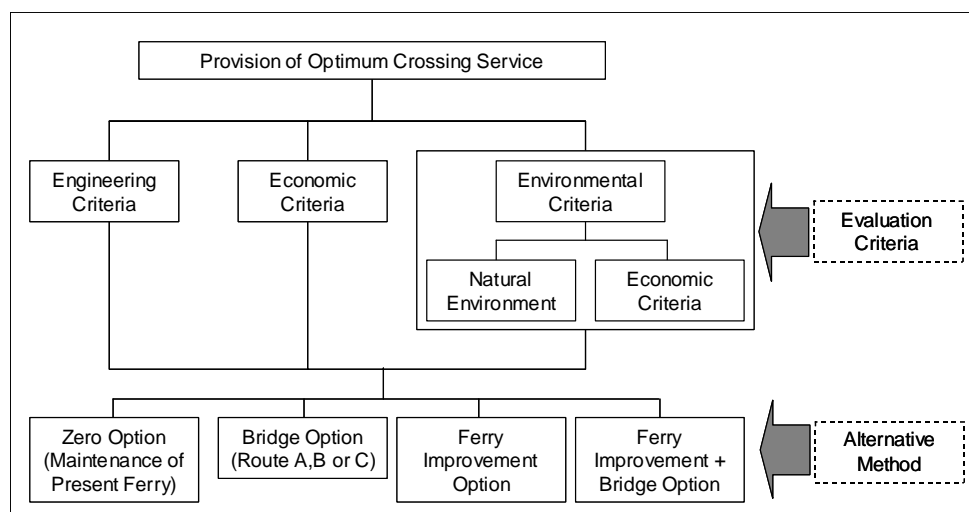 Provision of Optimum Crossing Service
Engineering
Criteria
Economic
Criteria
Environmental
Criteria
Natural
Environment
Economic
Criteria
Evaluation
Criteria
Zero Option
(Maintenance of
Present Ferry)
Bridge Option
(Route A,B or C)
Ferry
Improvement
Option
Ferry
Improvement +
Bridge Option
Alternative
Method